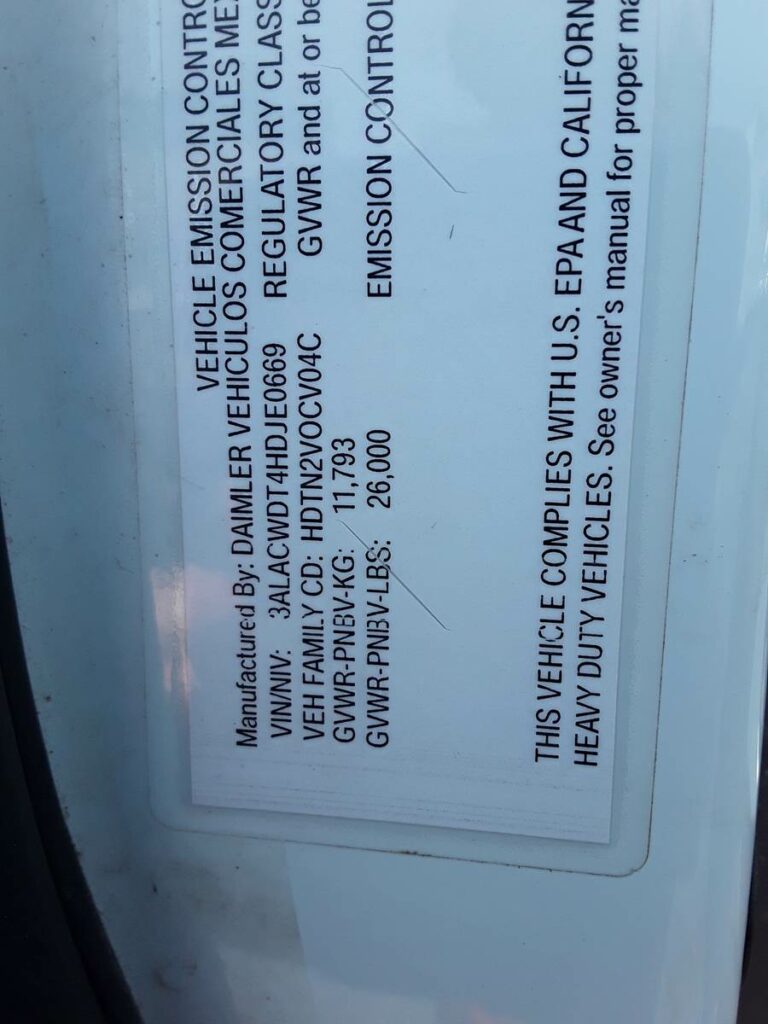 VEHICLE EMISSION CONTRO
Manufactured By: DAIMLER VEHICULOS COMERCIALES MEX
VIN/NIV: 3ALACWDT4HDJE0669 REGULATORY CLASS
VEH FAMILY CD: HDTN2VOCV04C GVWR and at or be
GVWR-PNBV-KG: 11,793
GVWR-PNBV-LBS: 26,000 EMISSION CONTROL
THIS VEHICLE COMPLIES WITH U.S. EPA AND CALIFORN
HEAVY DUTY VEHICLES. See owner's manual for proper ma